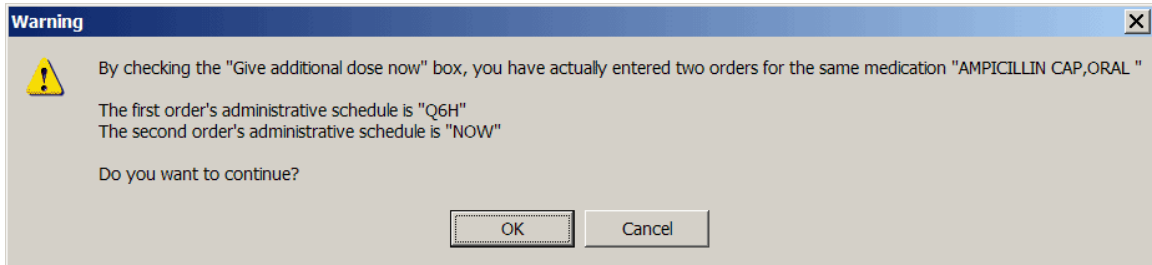 Warning
By checking the "Give additional dose now" box, you have actually entered two orders for the same medication "AMPICILLIN CAP,ORAL "
The first order's administrative schedule is "Q6H"
The second order's administrative schedule is "NOW"
Do you want to continue?
OK Cancel